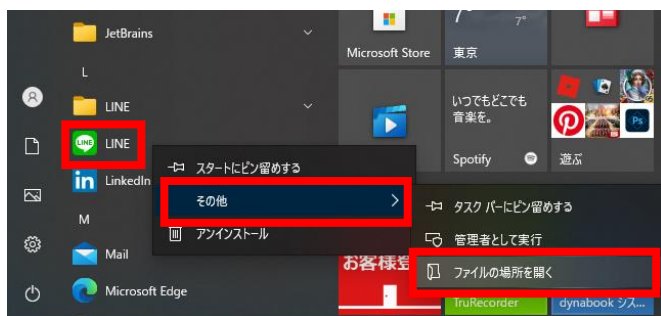 JetBrains
L
LINE
LINE
LinkedIn
M
Mail
Microsoft Edge
スタートにピン留めする
その他
アンインストール
タスク バーにピン留めする
管理者として実行
ファイルの場所を開く
7°
Microsoft Store
東京
いつでもどこでも
音楽を。
Spotify
遊ぶ
LINE
in
Ps
お客様登
TruRecorder
dynabook シス...